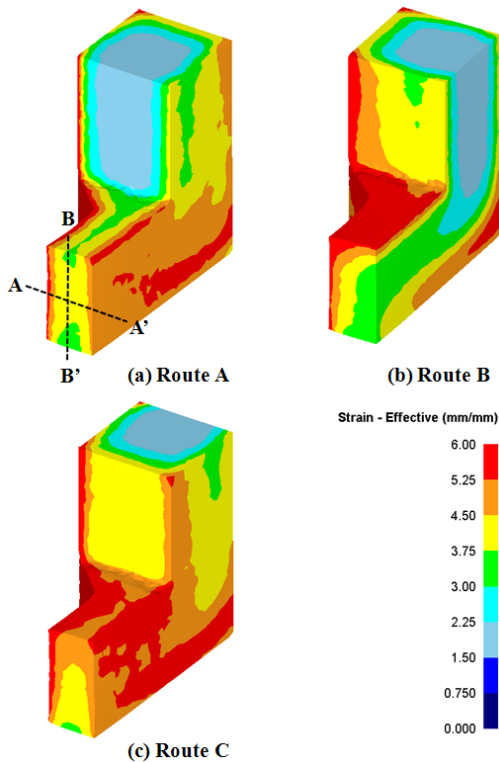 B
A
A’
B’
(a) Route A
(b) Route B
Strain - Effective (mm/mm)
6.00
5.25
4.50
3.75
3.00
2.25
1.50
0.750
0.000
(c) Route C